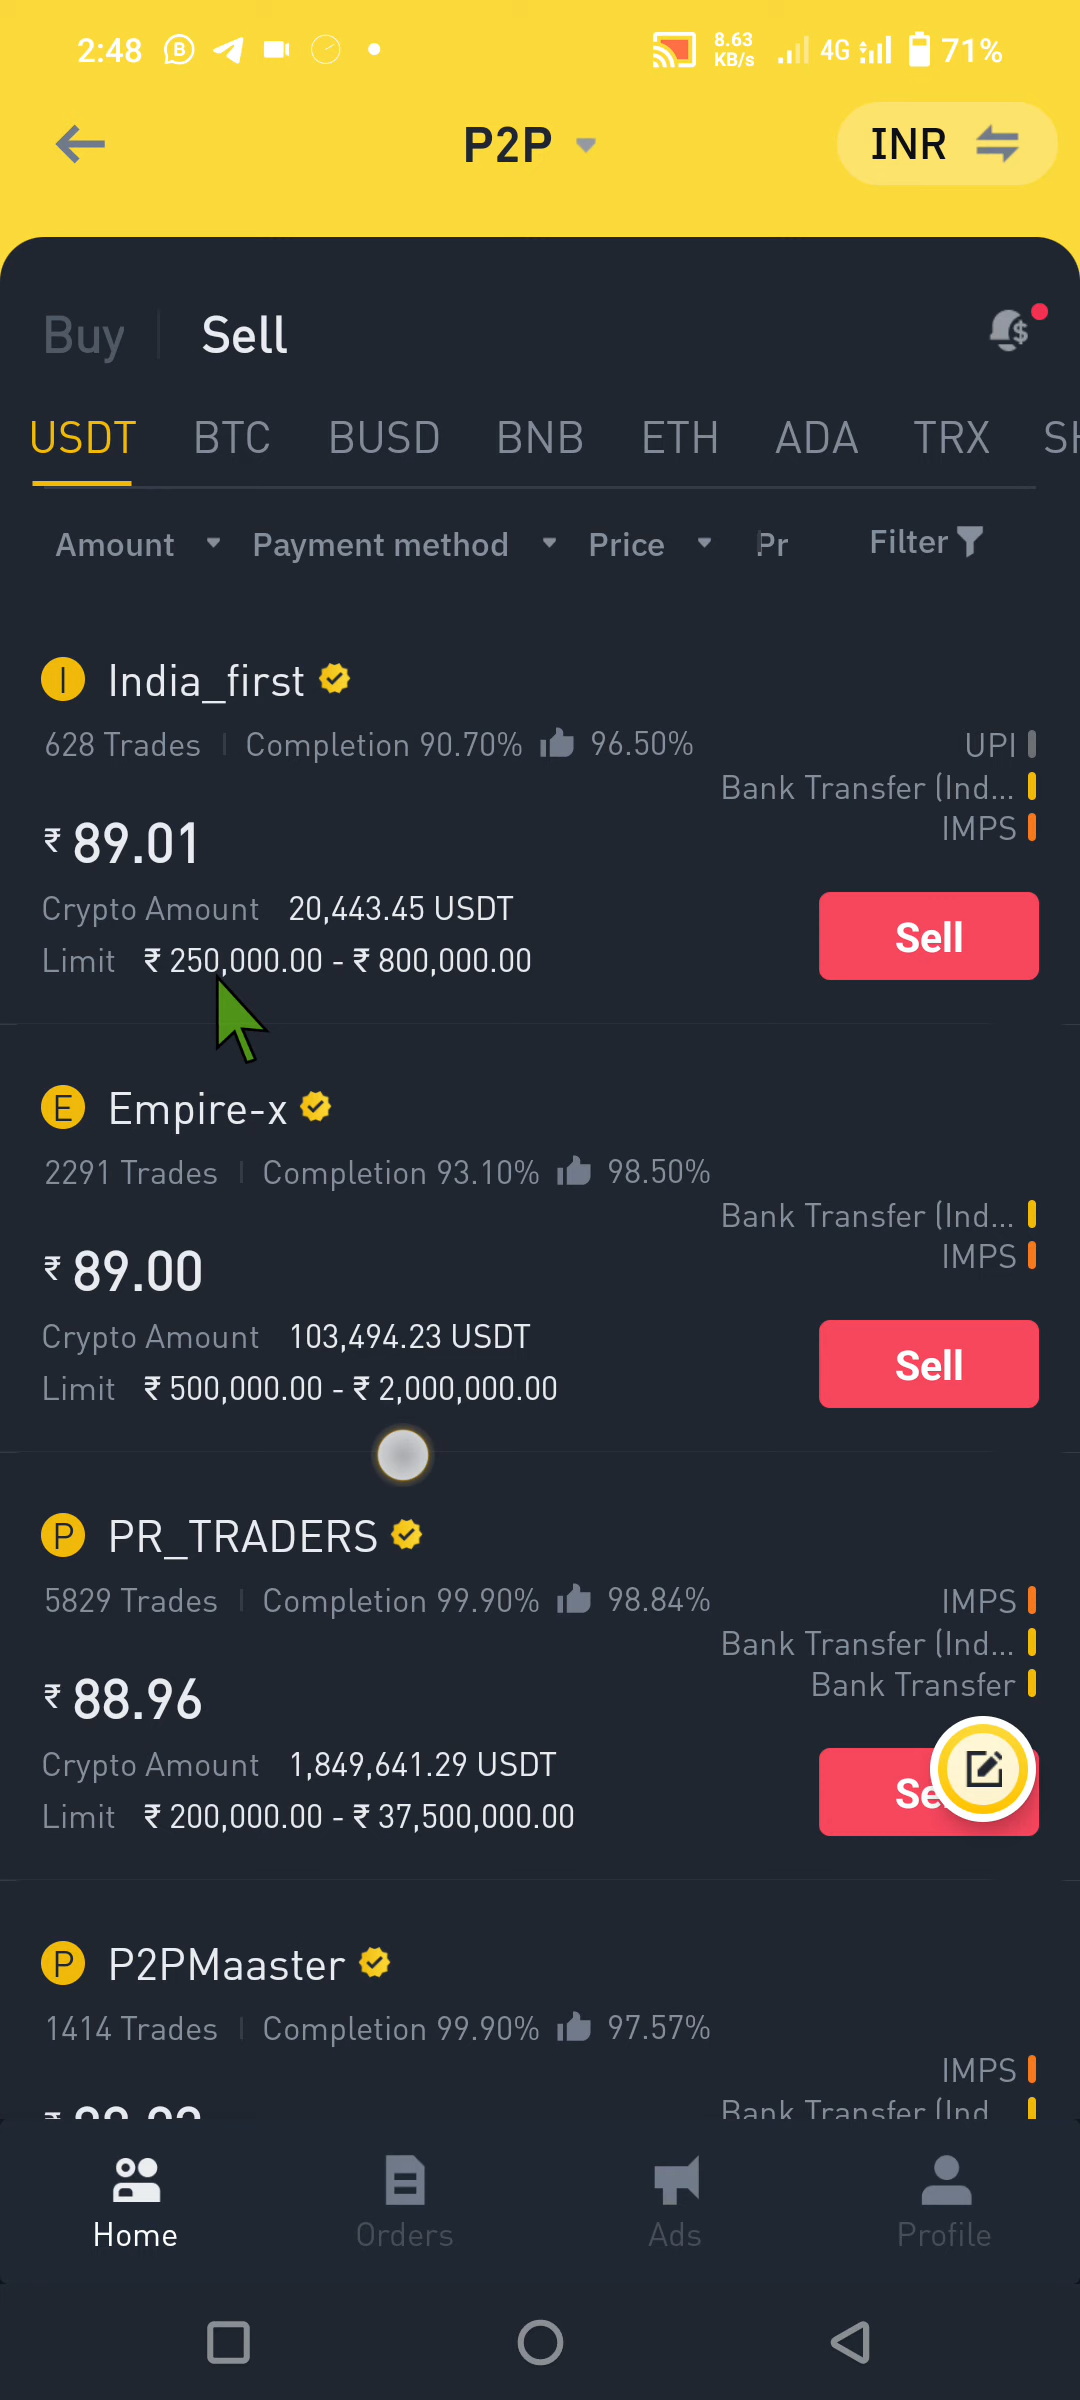 2:48 B 8.63 KB/s 4G 71%
P2P INR
Buy Sell
USDT BTC BUSD BNB ETH ADA TRX SH
Amount Payment method Price Pr Filter
I India_first
628 Trades Completion 90.70% 96.50% UPI
Bank Transfer (Ind...
₹ 89.01 IMPS
Crypto Amount 20,443.45 USDT
Limit ₹ 250,000.00 - ₹ 800,000.00 Sell
E Empire-x
2291 Trades Completion 93.10% 98.50%
Bank Transfer (Ind...
₹ 89.00 IMPS
Crypto Amount 103,494.23 USDT
Limit ₹ 500,000.00 - ₹ 2,000,000.00 Sell
P PR_TRADERS
5829 Trades Completion 99.90% 98.84% IMPS
Bank Transfer (Ind...
₹ 88.96 Bank Transfer
Crypto Amount 1,849,641.29 USDT
Limit ₹ 200,000.00 - ₹ 37,500,000.00 Se
P P2PMaaster
1414 Trades Completion 99.90% 97.57%
IMPS
Bank Transfer (Ind
Home Orders Ads Profile